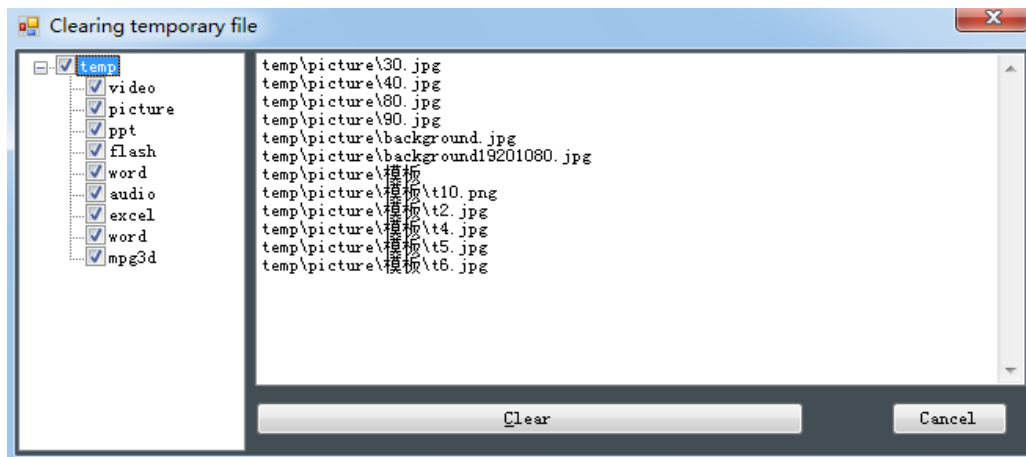 Clearing temporary file
temp
video
picture
ppt
flash
word
audio
excel
word
mpg3d
temp\picture\30.jpg
temp\picture\40.jpg
temp\picture\80.jpg
temp\picture\90.jpg
temp\picture\background.jpg
temp\picture\background19201080.jpg
temp\picture\模板
temp\picture\模板\t10.png
temp\picture\模板\t2.jpg
temp\picture\模板\t4.jpg
temp\picture\模板\t5.jpg
temp\picture\模板\t6.jpg
Clear
Cancel